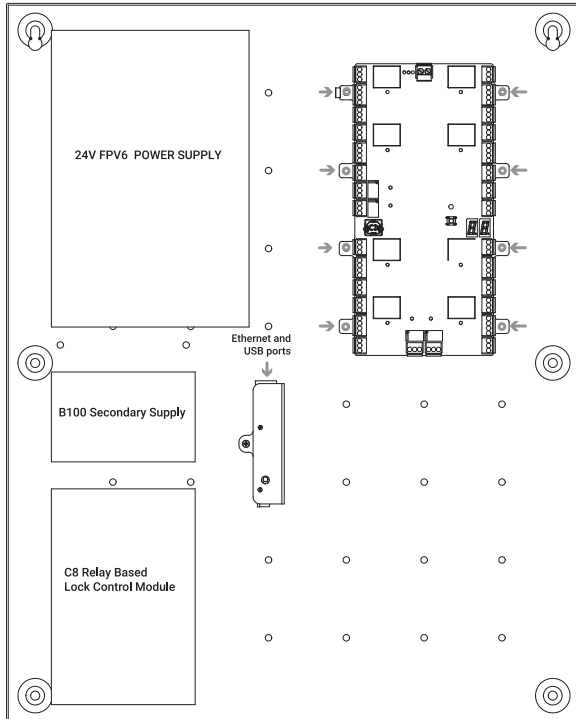 24V FPV6 POWER SUPPLY
Ethernet and
USB ports
B100 Secondary Supply
C8 Relay Based
Lock Control Module